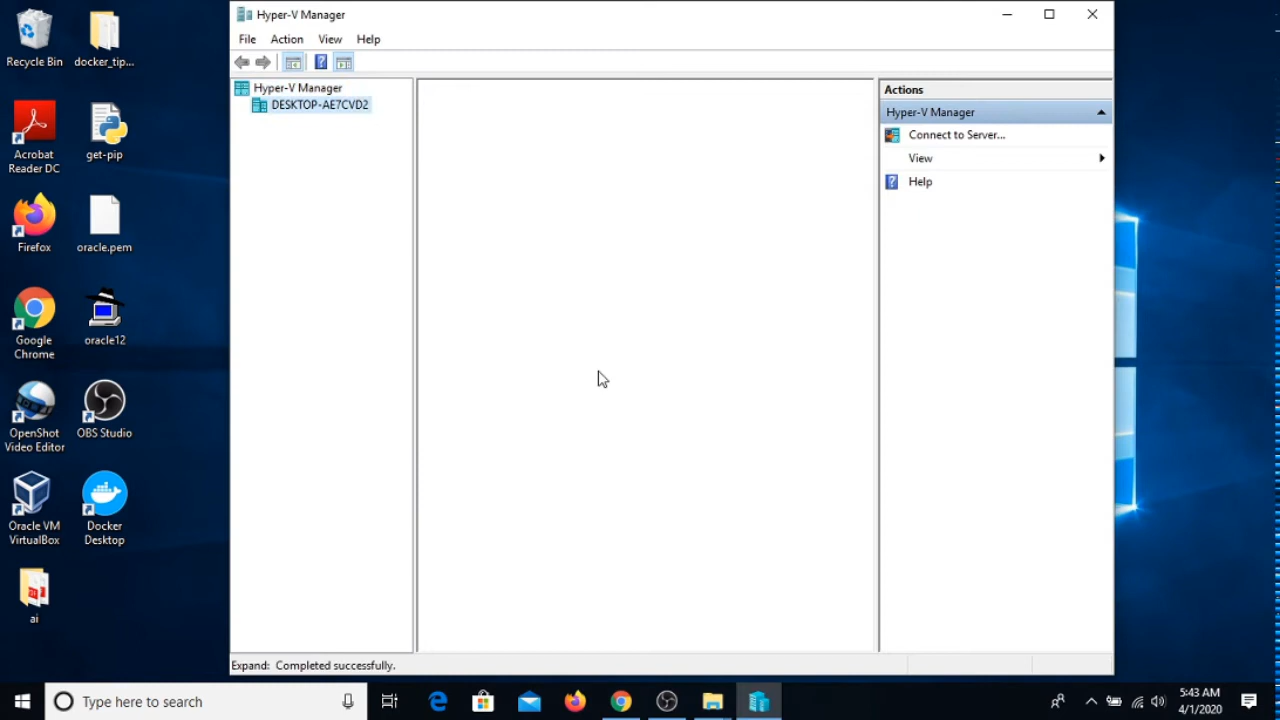 Recycle Bin
docker_tip...
Acrobat
Reader DC
get-pip
Firefox
oracle.pem
Google
Chrome
oracle12
OpenShot
Video Editor
OBS Studio
Oracle VM
VirtualBox
Docker
Desktop
ai
Hyper-V Manager
File Action View Help
Hyper-V Manager
DESKTOP-AE7CVD2
Actions
Hyper-V Manager
Connect to Server...
View
Help
Expand: Completed successfully.
Type here to search
5:43 AM
4/1/2020